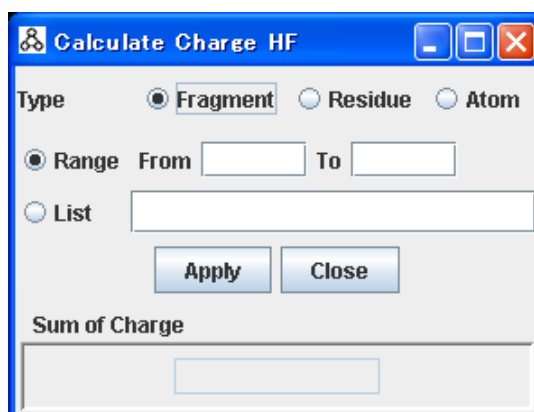 Calculate Charge HF
Type Fragment Residue Atom
Range From To
List
Apply Close
Sum of Charge